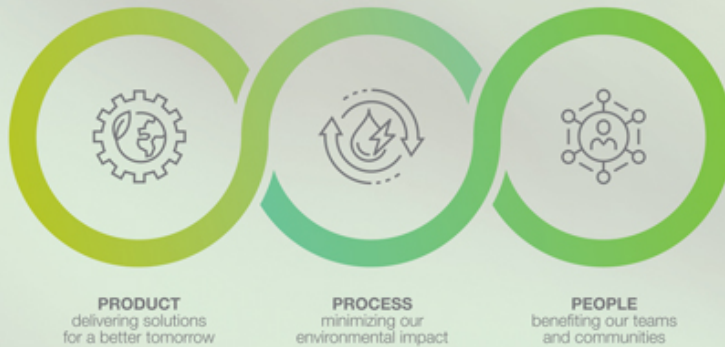 PRODUCT
delivering solutions
for a better tomorrow
PROCESS
minimizing our
environmental impact
PEOPLE
benefiting our teams
and communities